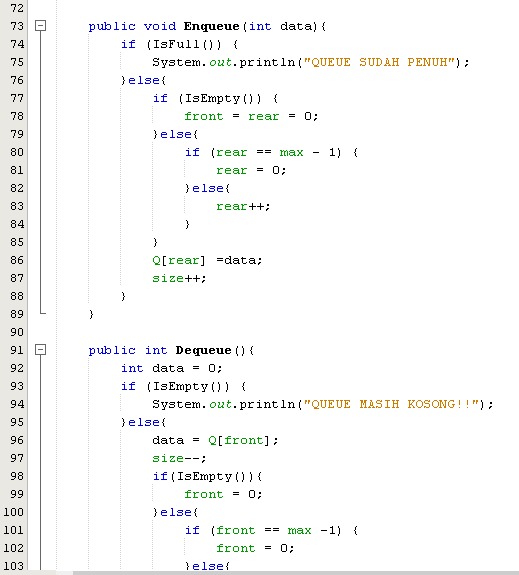 72
73 public void Enqueue(int data){
74 if (IsFull()) {
75 System.out.println("QUEUE SUDAH PENUH");
76 }else{
77 if (IsEmpty()) {
78 front = rear = 0;
79 }else{
80 if (rear == max - 1) {
81 rear = 0;
82 }else{
83 rear++;
84 }
85 }
86 Q[rear] =data;
87 size++;
88 }
89 }
90
91 public int Dequeue(){
92 int data = 0;
93 if (IsEmpty()) {
94 System.out.println("QUEUE MASIH KOSONG!!");
95 }else{
96 data = Q[front];
97 size--;
98 if(IsEmpty()){
99 front = 0;
100 }else{
101 if (front == max -1) {
102 front = 0;
103 }else{